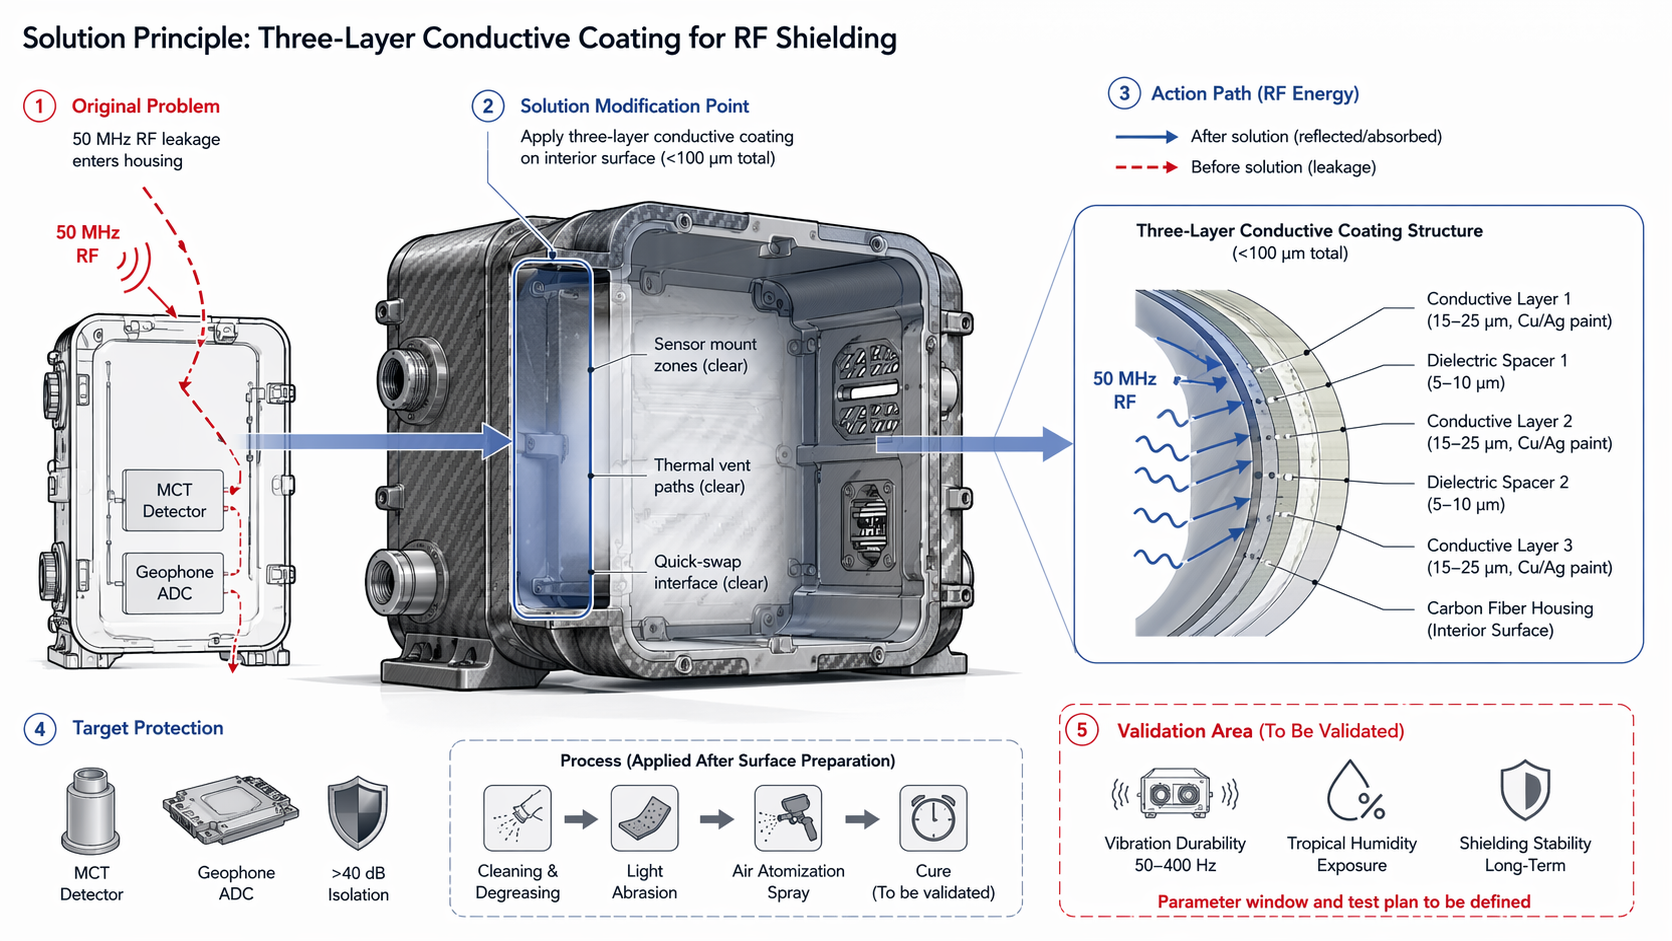 Solution Principle: Three-Layer Conductive Coating for RF Shielding
1
Original Problem
50 MHz RF leakage
enters housing
50 MHz
RF
MCT
Detector
Geophone
ADC
2
Solution Modification Point
Apply three-layer conductive coating
on interior surface (<100 µm total)
Sensor mount
zones (clear)
Thermal vent
paths (clear)
Quick-swap
interface (clear)
3
Action Path (RF Energy)
After solution (reflected/absorbed)
Before solution (leakage)
Three-Layer Conductive Coating Structure
(<100 µm total)
50 MHz
RF
Conductive Layer 1
(15–25 µm, Cu/Ag paint)
Dielectric Spacer 1
(5–10 µm)
Conductive Layer 2
(15–25 µm, Cu/Ag paint)
Dielectric Spacer 2
(5–10 µm)
Conductive Layer 3
(15–25 µm, Cu/Ag paint)
Carbon Fiber Housing
(Interior Surface)
4
Target Protection
MCT
Detector
Geophone
ADC
>40 dB
Isolation
Process (Applied After Surface Preparation)
Cleaning &
Degreasing
Light
Abrasion
Air Atomization
Spray
Cure
(To be validated)
5
Validation Area (To Be Validated)
%
Vibration Durability
50–400 Hz
Tropical Humidity
Exposure
Shielding Stability
Long-Term
Parameter window and test plan to be defined